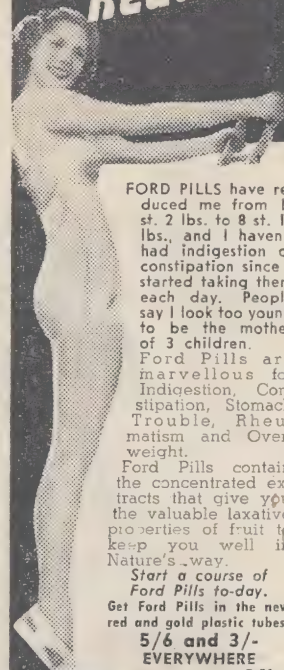 FORD PILLS have re
duced me from
st. 2 lbs. to 8 st.
lbs., and I haven
had indigestion
constipation since
started taking ther
each day. Peopl
say I look too youn
to be the mothe
of 3 children.
Ford Pills ar
marvellous fo
Indigestion, Con
stipation, Stomac
Trouble, Rheu
matism and Over
weight.
Ford Pills contain
the concentrated ex
tracts that give you
the valuable laxative
properties of fruit to
keep you well in
Nature's way.
Start a course of
Ford Pills to-day.
Get Ford Pills in the new
red and gold plastic tubes
5/6 and 3/-
EVERYWHERE